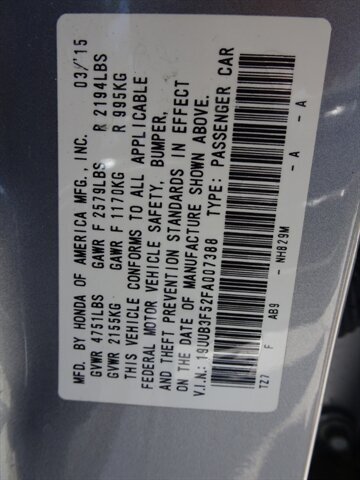 MFD. BY HONDA OF AMERICA MFG., INC. 03/15
GVWR 4751LBS GAWR F 2579LBS R 2194LBS
GVWR 2155KG GAWR F 1170KG R 995KG
THIS VEHICLE CONFORMS TO ALL APPLICABLE
FEDERAL MOTOR VEHICLE SAFETY, BUMPER,
AND THEFT PREVENTION STANDARDS IN EFFECT
ON THE DATE OF MANUFACTURE SHOWN ABOVE.
V.I.N.: 19UUB3F52FA007388 TYPE: PASSENGER CAR
TZ7 F AB9 - NH829M - A - A